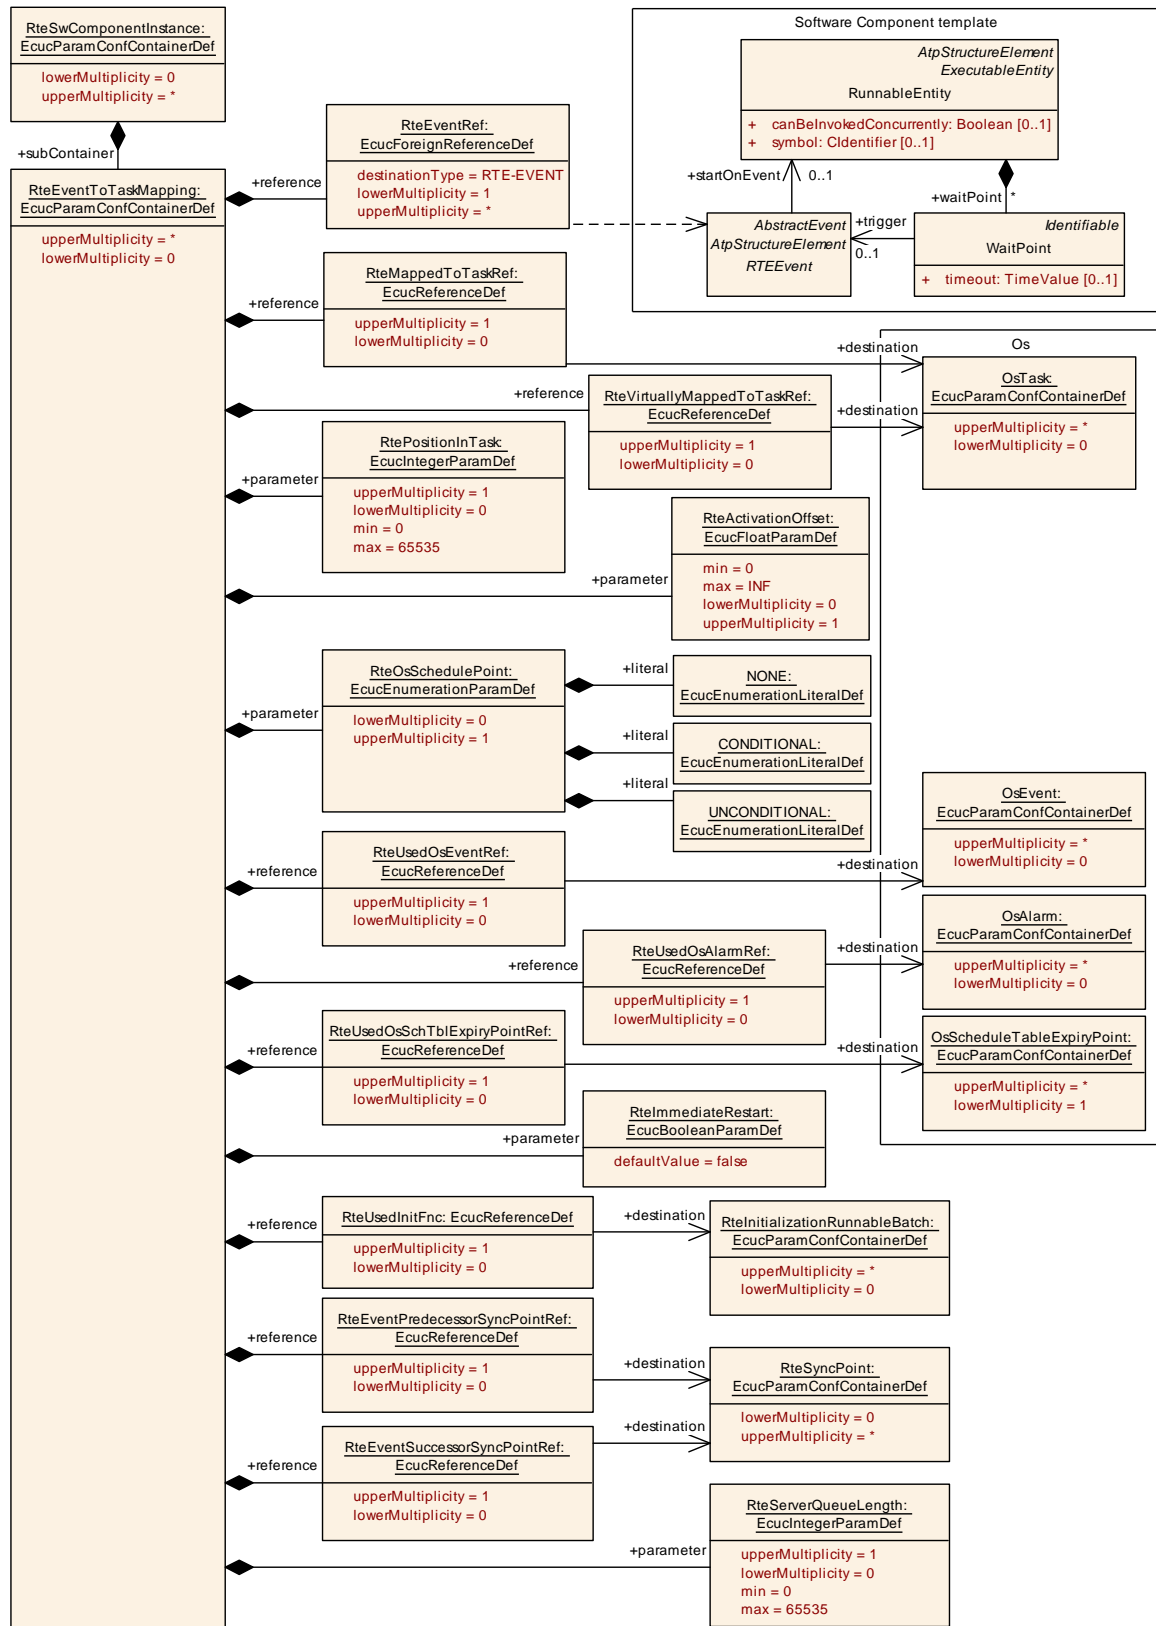 RteSwComponentInstance:
EcucParamConfContainerDef
lowerMultiplicity = 0
upperMultiplicity = *
+subContainer
RteEventToTaskMapping:
EcucParamConfContainerDef
upperMultiplicity = *
lowerMultiplicity = 0
Software Component template
AtpStructureElement
ExecutableEntity
RunnableEntity
+ canBeInvokedConcurrently: Boolean [0..1]
+ symbol: CIdentifier [0..1]
+startOnEvent
0..1
+waitPoint
*
AbstractEvent
AtpStructureElement
RTEEvent
+trigger
0..1
Identifiable
WaitPoint
+ timeout: TimeValue [0..1]
+reference
RteEventRef:
EcucForeignReferenceDef
destinationType = RTE-EVENT
lowerMultiplicity = 1
upperMultiplicity = *
+reference
RteMappedToTaskRef:
EcucReferenceDef
upperMultiplicity = 1
lowerMultiplicity = 0
+destination
Os
OsTask:
EcucParamConfContainerDef
upperMultiplicity = *
lowerMultiplicity = 0
+reference
RteVirtuallyMappedToTaskRef:
EcucReferenceDef
upperMultiplicity = 1
lowerMultiplicity = 0
+destination
+parameter
RtePositionInTask:
EcucIntegerParamDef
upperMultiplicity = 1
lowerMultiplicity = 0
min = 0
max = 65535
+parameter
RteActivationOffset:
EcucFloatParamDef
min = 0
max = INF
lowerMultiplicity = 0
upperMultiplicity = 1
+parameter
RteOsSchedulePoint:
EcucEnumerationParamDef
lowerMultiplicity = 0
upperMultiplicity = 1
+literal
NONE:
EcucEnumerationLiteralDef
+literal
CONDITIONAL:
EcucEnumerationLiteralDef
+literal
UNCONDITIONAL:
EcucEnumerationLiteralDef
+reference
RteUsedOsEventRef:
EcucReferenceDef
upperMultiplicity = 1
lowerMultiplicity = 0
+destination
OsEvent:
EcucParamConfContainerDef
upperMultiplicity = *
lowerMultiplicity = 0
+reference
RteUsedOsAlarmRef:
EcucReferenceDef
upperMultiplicity = 1
lowerMultiplicity = 0
+destination
OsAlarm:
EcucParamConfContainerDef
upperMultiplicity = *
lowerMultiplicity = 0
+reference
RteUsedOsSchTblExpiryPointRef:
EcucReferenceDef
upperMultiplicity = 1
lowerMultiplicity = 0
+destination
OsScheduleTableExpiryPoint:
EcucParamConfContainerDef
upperMultiplicity = *
lowerMultiplicity = 1
+parameter
RteImmediateRestart:
EcucBooleanParamDef
defaultValue = false
+reference
RteUsedInitFnc: EcucReferenceDef
upperMultiplicity = 1
lowerMultiplicity = 0
+destination
RteInitializationRunnableBatch:
EcucParamConfContainerDef
upperMultiplicity = *
lowerMultiplicity = 0
+reference
RteEventPredecessorSyncPointRef:
EcucReferenceDef
upperMultiplicity = 1
lowerMultiplicity = 0
+destination
RteSyncPoint:
EcucParamConfContainerDef
lowerMultiplicity = 0
upperMultiplicity = *
+reference
RteEventSuccessorSyncPointRef:
EcucReferenceDef
upperMultiplicity = 1
lowerMultiplicity = 0
+destination
+parameter
RteServerQueueLength:
EcucIntegerParamDef
upperMultiplicity = 1
lowerMultiplicity = 0
min = 0
max = 65535